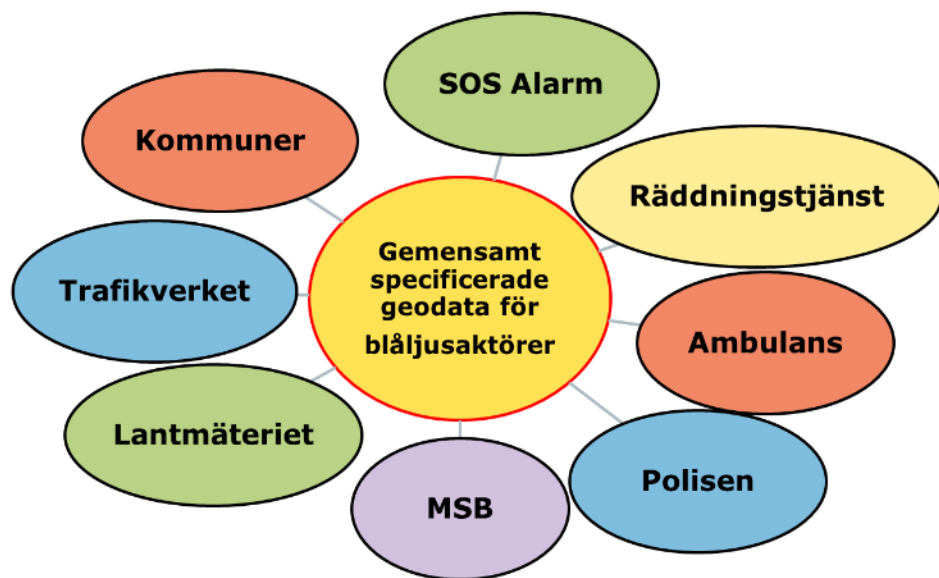 SOS Alarm
Kommuner
Räddningstjänst
Gemensamt
specificerade
geodata för
blåljusaktörer
Trafikverket
Ambulans
Lantmäteriet
Polisen
MSB